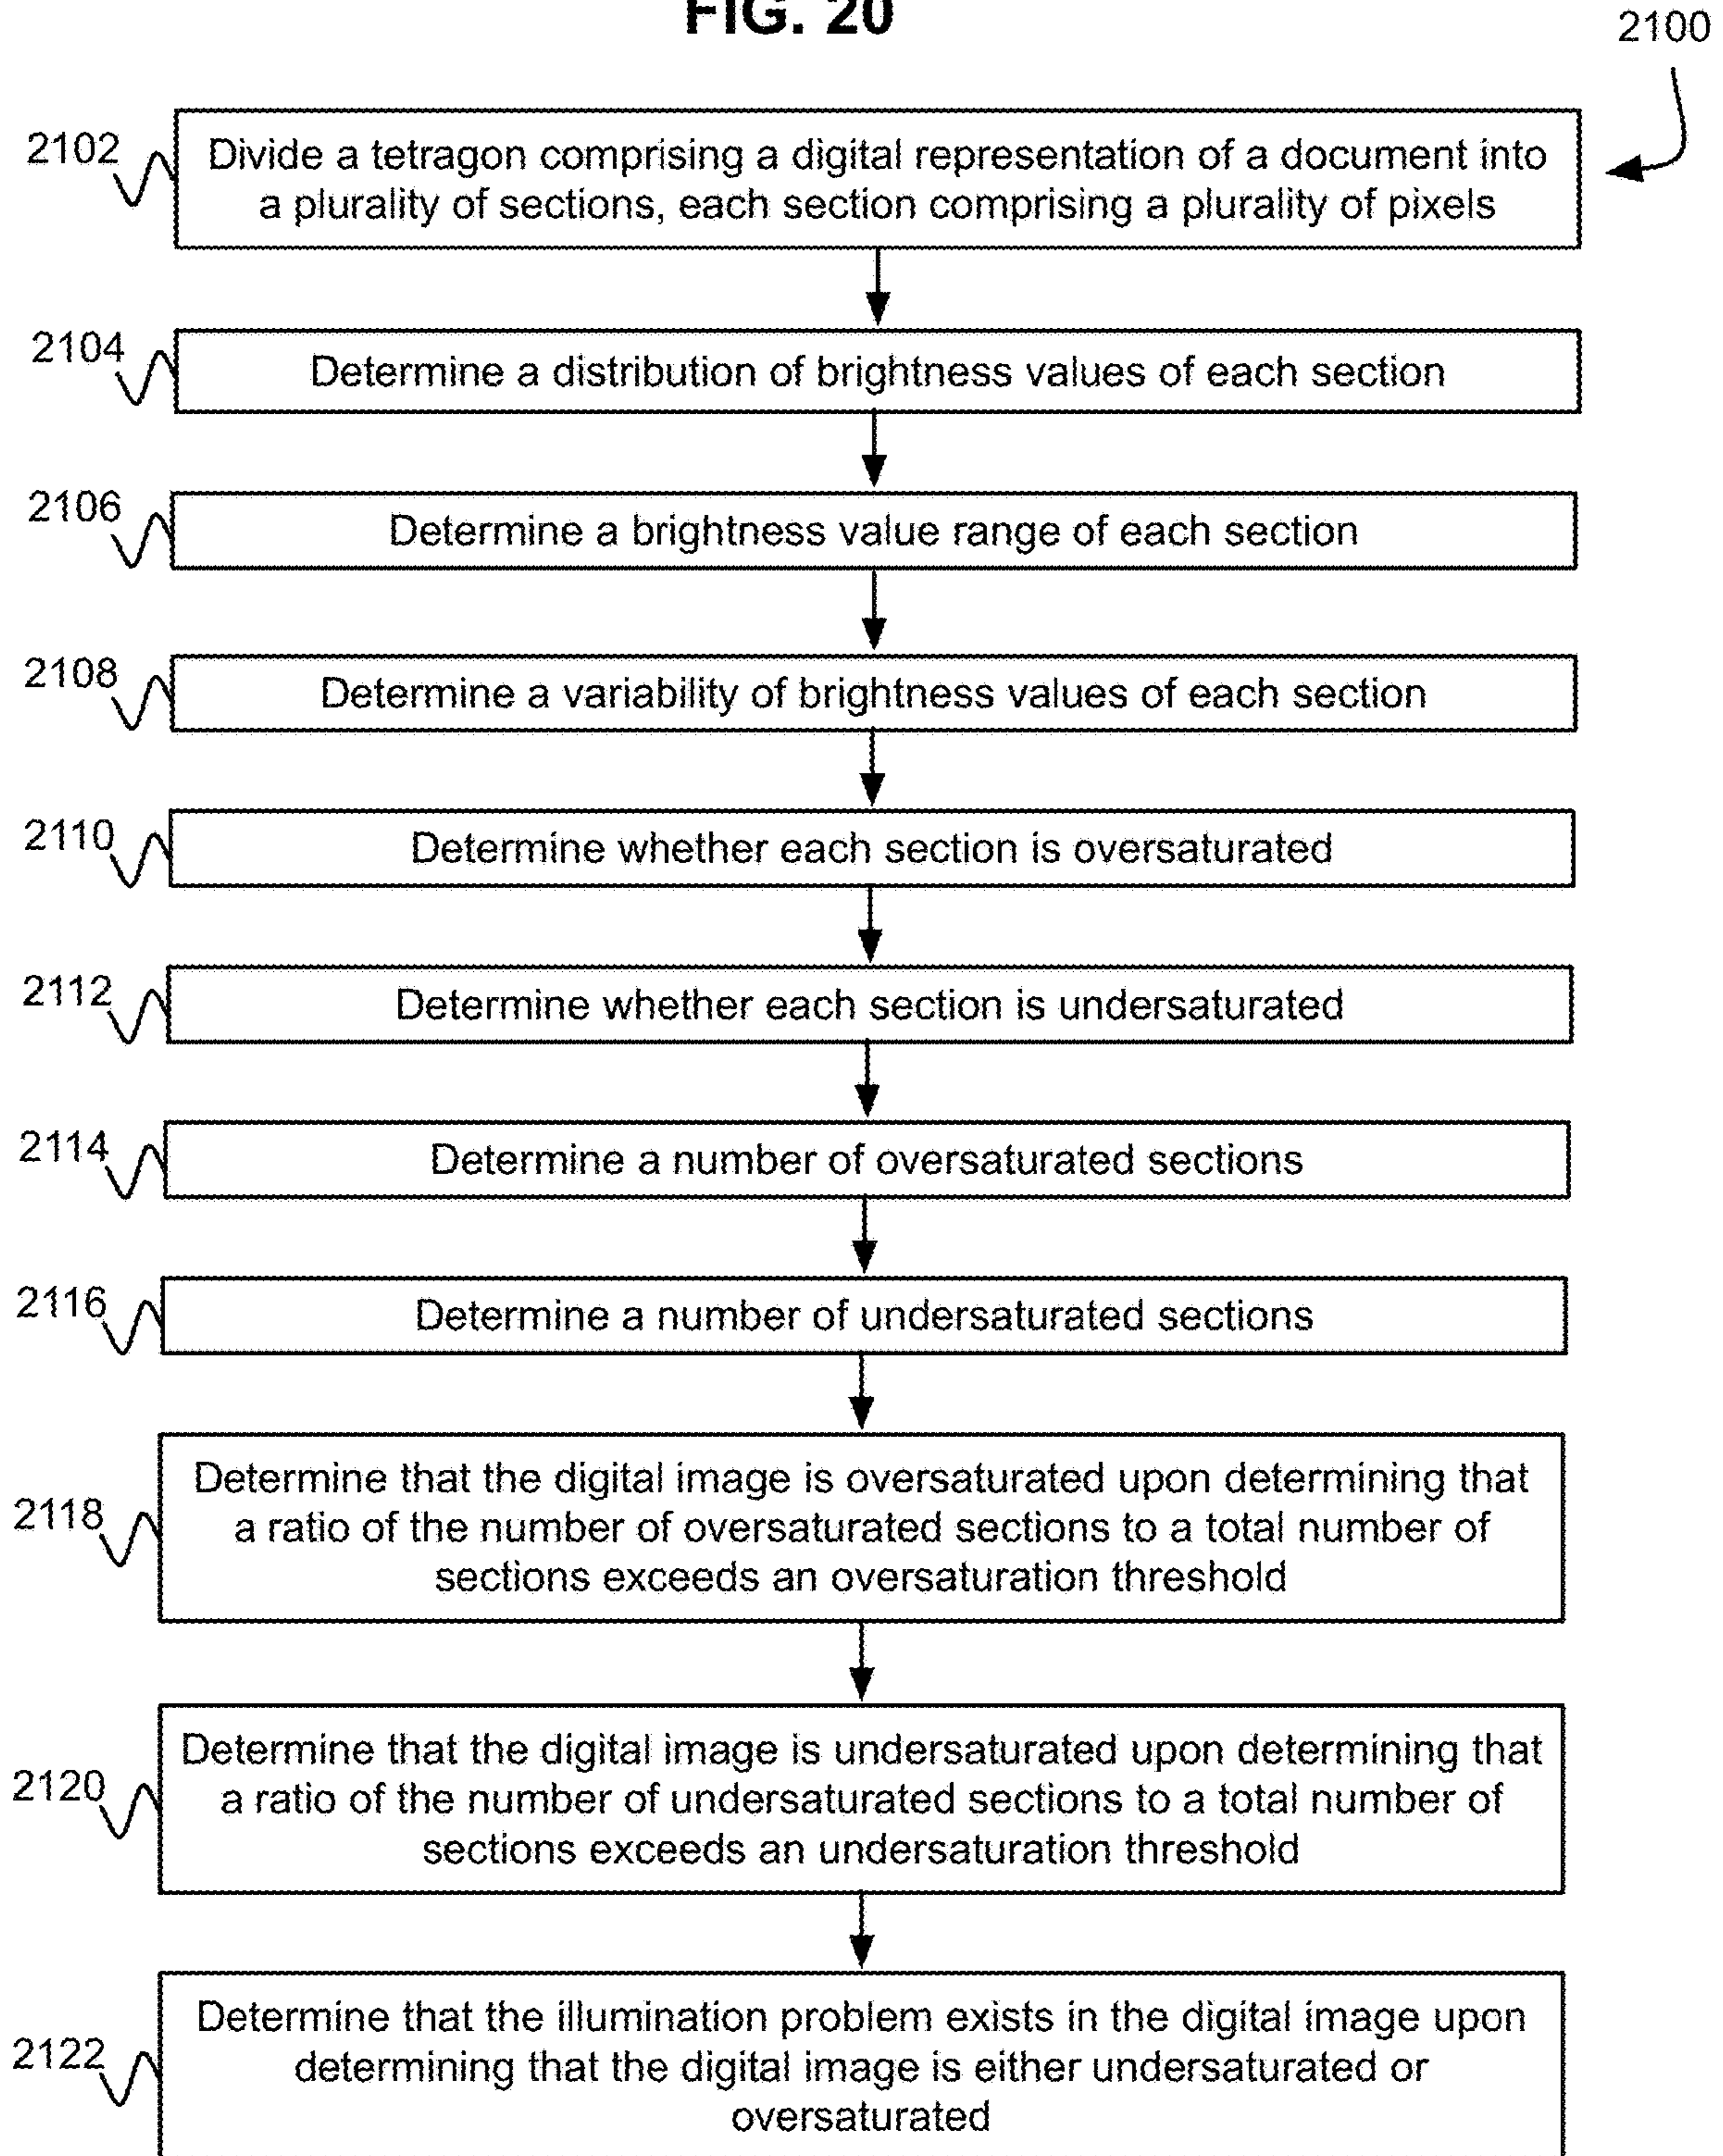 FIG. 20
2100
2102
Divide a tetragon comprising a digital representation of a document into
a plurality of sections, each section comprising a plurality of pixels
2104
Determine a distribution of brightness values of each section
2106
Determine a brightness value range of each section
2108
Determine a variability of brightness values of each section
2110
Determine whether each section is oversaturated
2112
Determine whether each section is undersaturated
2114
Determine a number of oversaturated sections
2116
Determine a number of undersaturated sections
2118
Determine that the digital image is oversaturated upon determining that
a ratio of the number of oversaturated sections to a total number of
sections exceeds an oversaturation threshold
2120
Determine that the digital image is undersaturated upon determining that
a ratio of the number of undersaturated sections to a total number of
sections exceeds an undersaturation threshold
2122
Determine that the illumination problem exists in the digital image upon
determining that the digital image is either undersaturated or
oversaturated